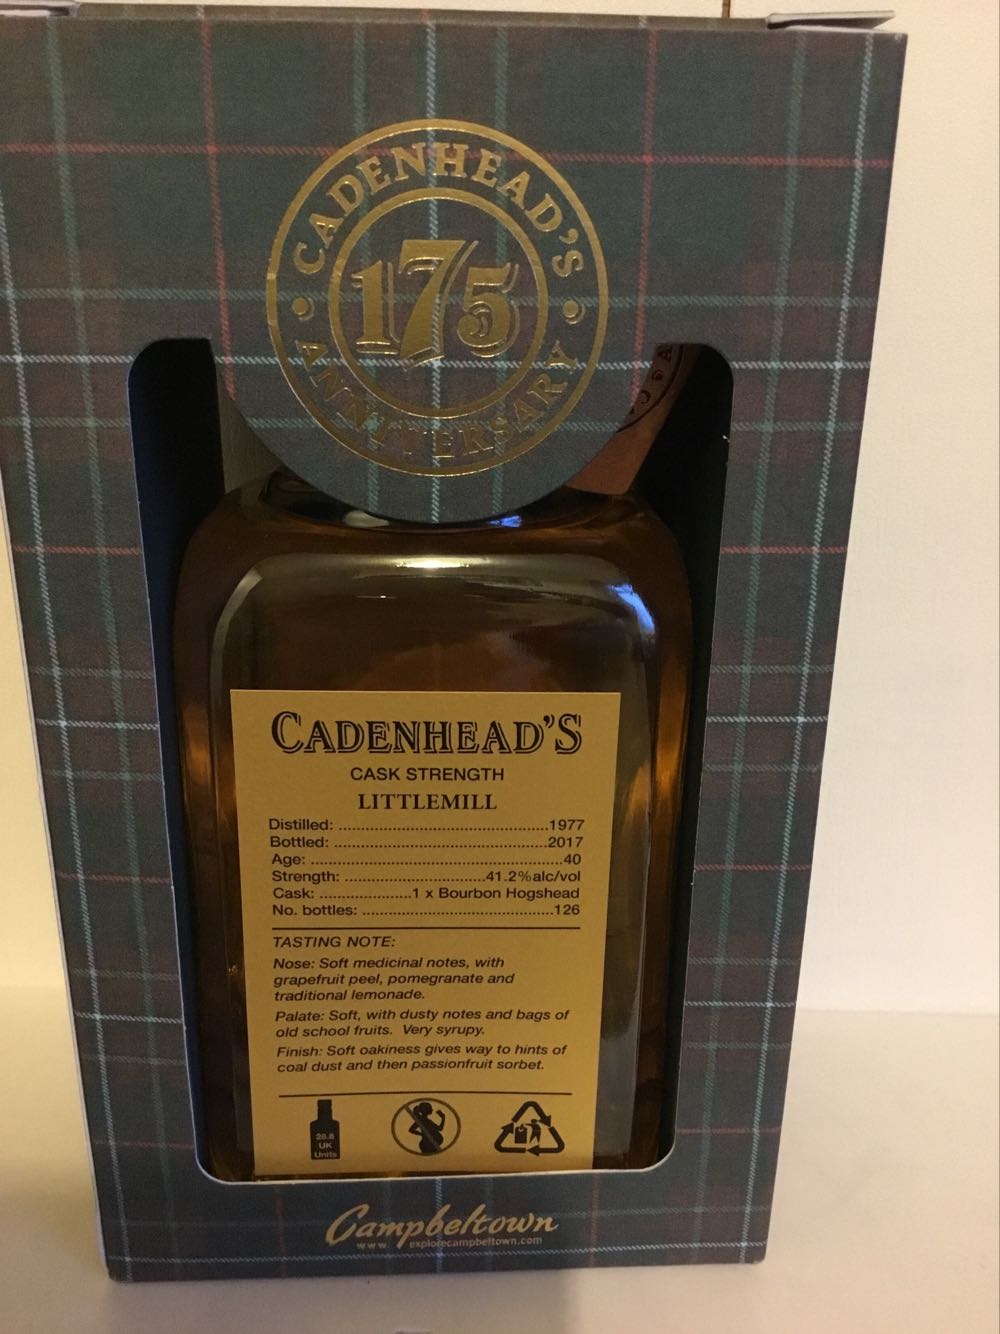 CADENHEAD'S
175
ANNIVERSARY
CADENHEAD'S
CASK STRENGTH
LITTLEMILL
Distilled: ................................................1977
Bottled: .................................................2017
Age: .........................................................40
Strength: ................................41.2%alc/vol
Cask: .....................1 x Bourbon Hogshead
No. bottles: ...........................................126
TASTING NOTE:
Nose: Soft medicinal notes, with
grapefruit peel, pomegranate and
traditional lemonade.
Palate: Soft, with dusty notes and bags of
old school fruits. Very syrupy.
Finish: Soft oakiness gives way to hints of
coal dust and then passionfruit sorbet.
28.8
UK
Units
Campbeltown
www. explorecampbeltown.com